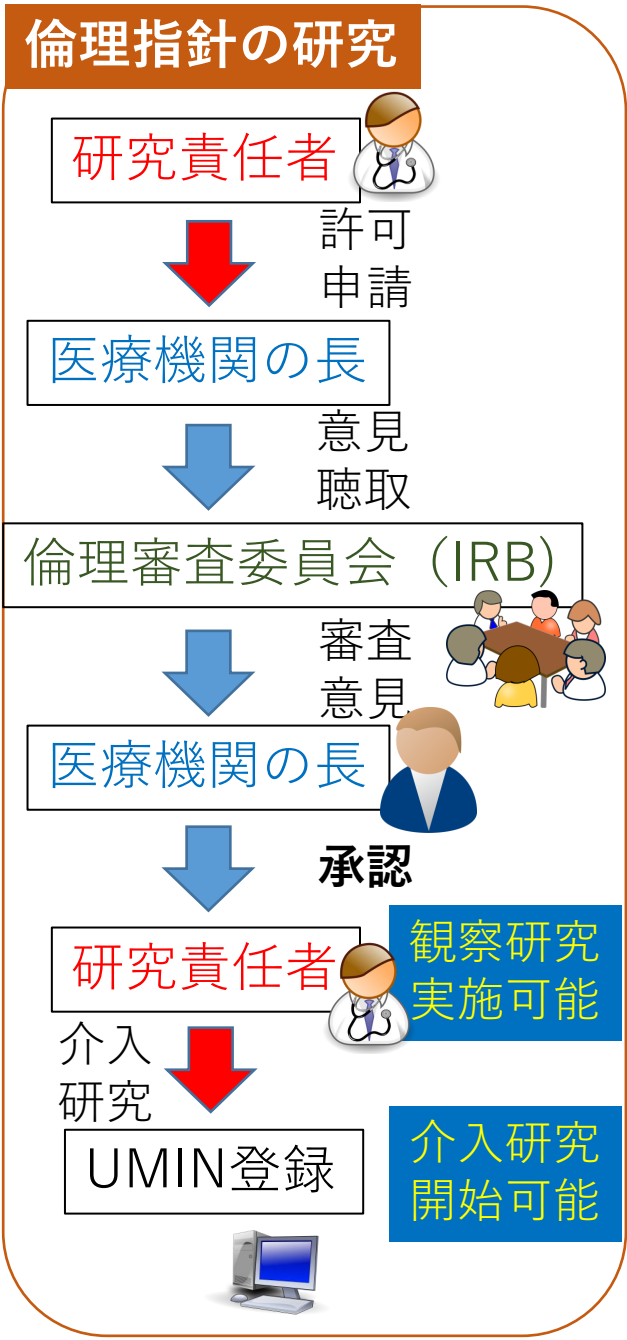 倫理指針の研究
研究責任者
許可
申請
医療機関の長
意見
聴取
倫理審査委員会（IRB）
審査
意見
医療機関の長
承認
研究責任者
観察研究
実施可能
介入
研究
UMIN登録
介入研究
開始可能